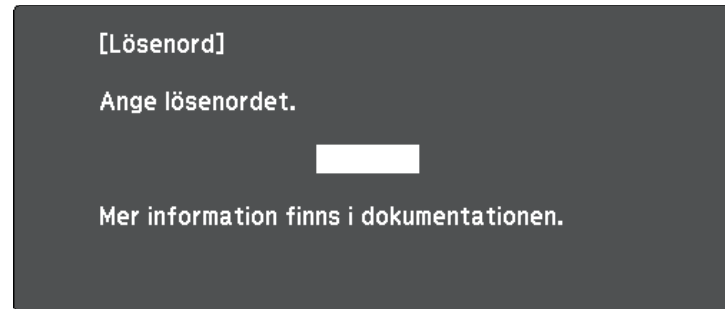 [Lösenord]
Ange lösenordet.
Mer information finns i dokumentationen.